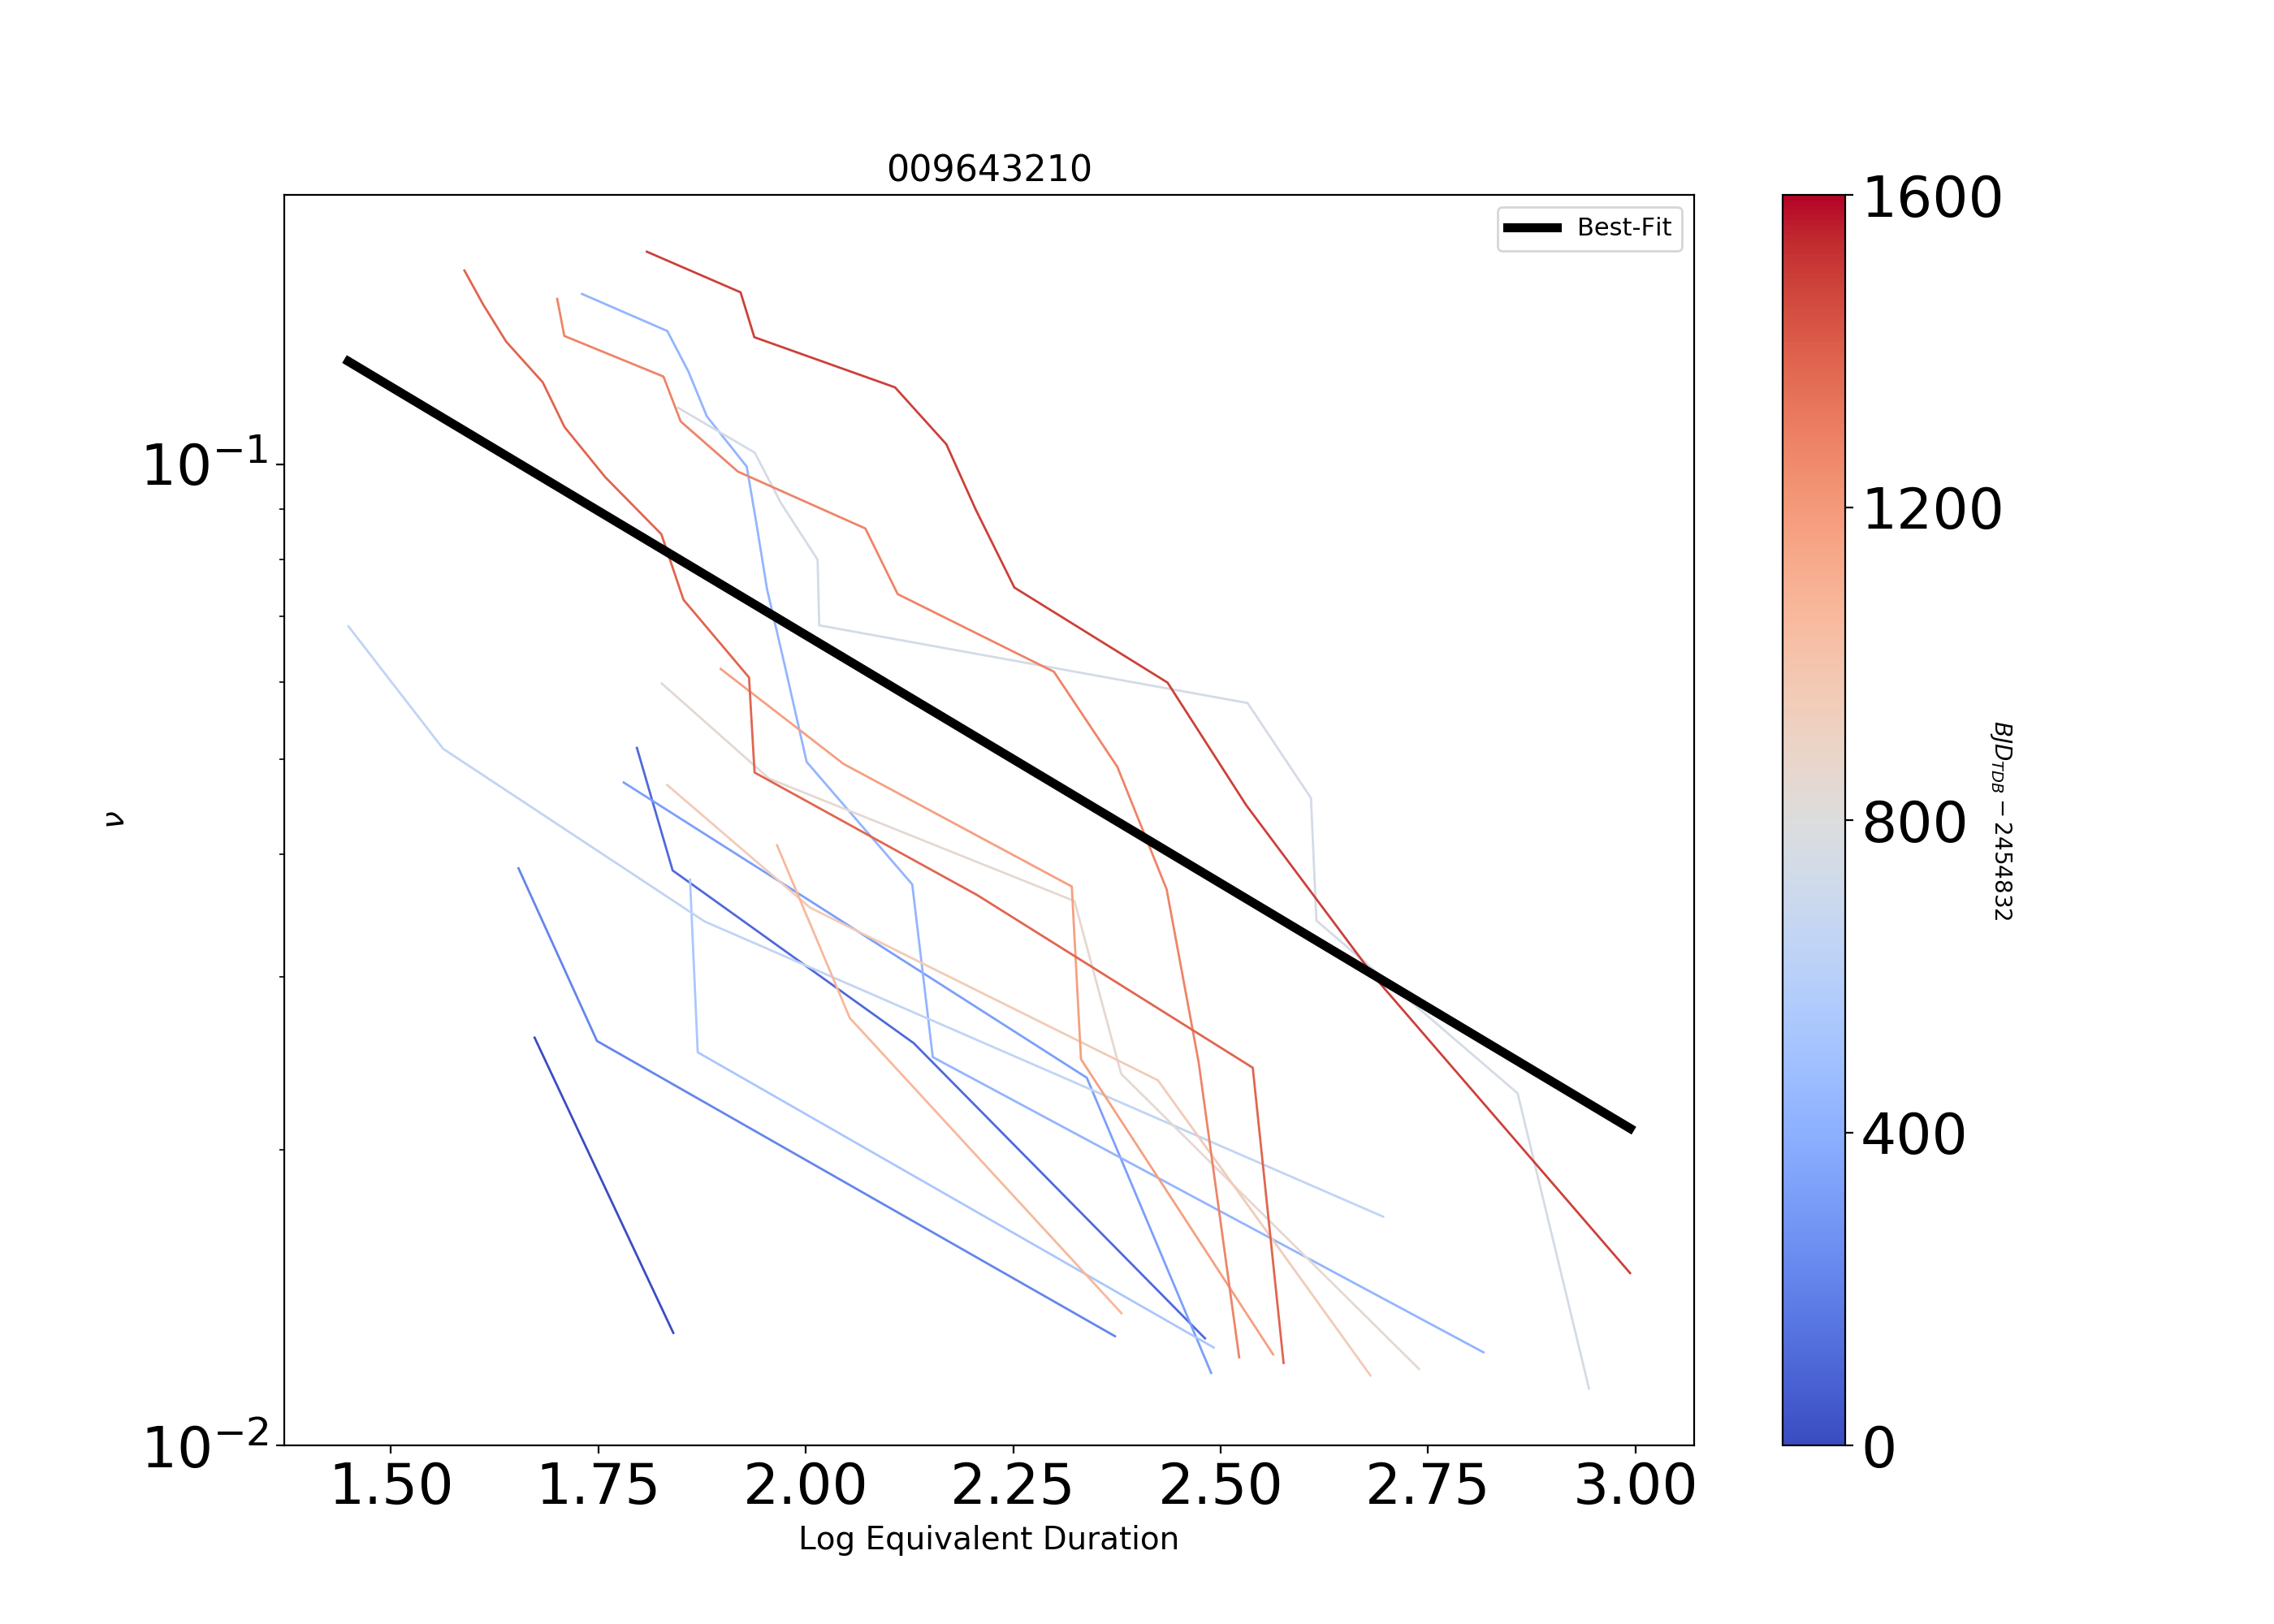 009643210
Best-Fit
10⁻¹
10⁻²
ν
1.50 1.75 2.00 2.25 2.50 2.75 3.00
Log Equivalent Duration
1600
1200
800
400
0
BJD_TDB − 2454832